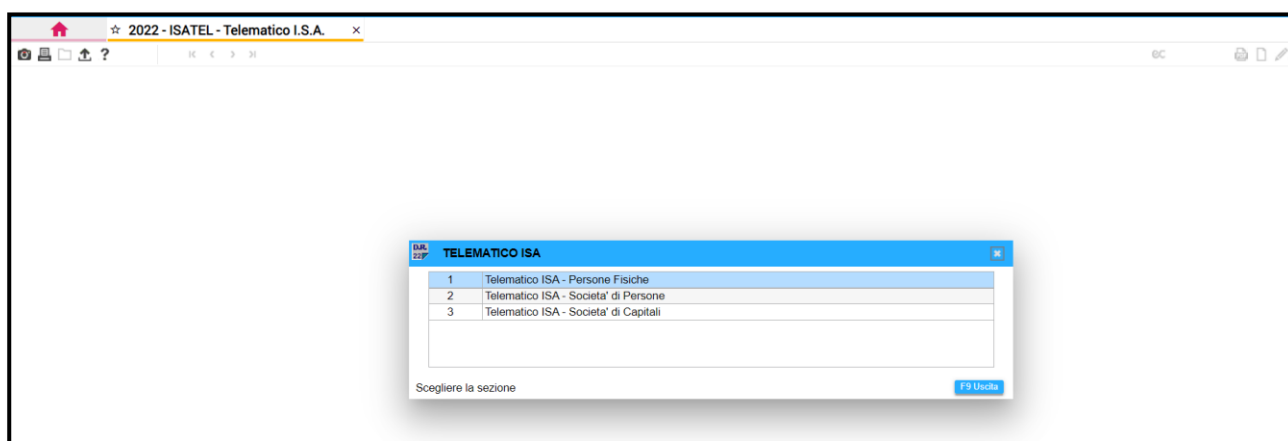 ☆ 2022 - ISATEL - Telematico I.S.A. ×
?
ec
D.R. 22 TELEMATICO ISA
1 Telematico ISA - Persone Fisiche
2 Telematico ISA - Societa' di Persone
3 Telematico ISA - Societa' di Capitali
Scegliere la sezione F9 Uscita